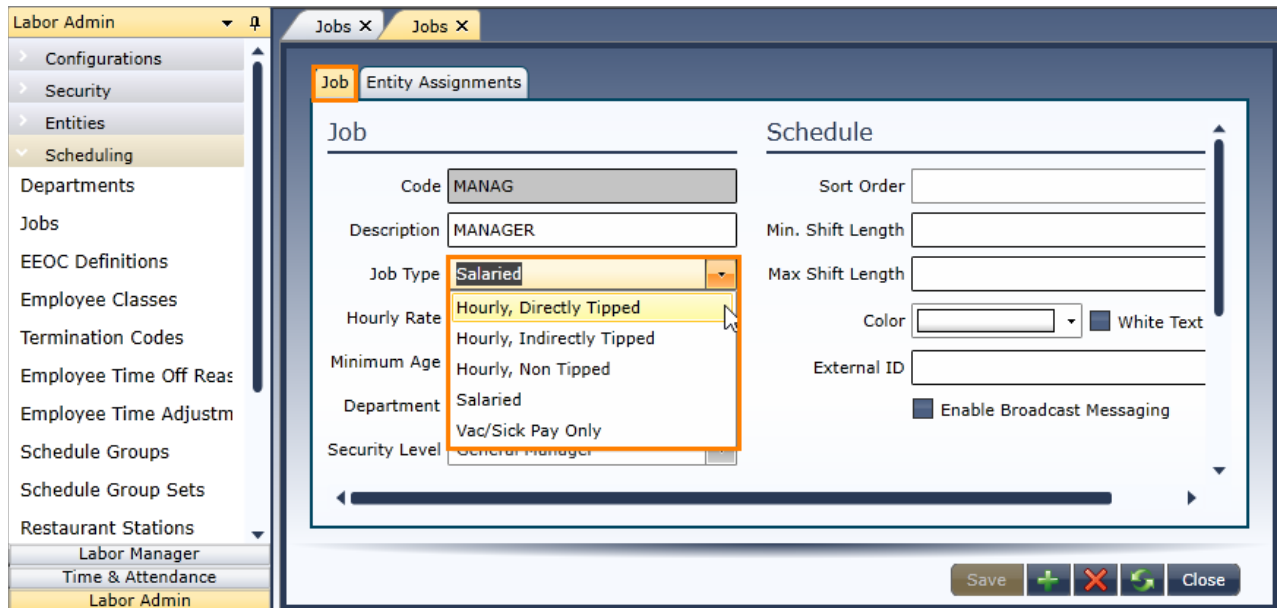 Labor Admin
Configurations
Security
Entities
Scheduling
Departments
Jobs
EEOC Definitions
Employee Classes
Termination Codes
Employee Time Off Reas
Employee Time Adjustm
Schedule Groups
Schedule Group Sets
Restaurant Stations
Labor Manager
Time & Attendance
Labor Admin
Jobs X Jobs X
Job Entity Assignments
Job
Code MANAG
Description MANAGER
Job Type Salaried
Hourly, Directly Tipped
Hourly Rate
Hourly, Indirectly Tipped
Minimum Age
Hourly, Non Tipped
Department
Salaried
Vac/Sick Pay Only
Security Level General Manager
Schedule
Sort Order
Min. Shift Length
Max Shift Length
Color White Text
External ID
Enable Broadcast Messaging
Save Close